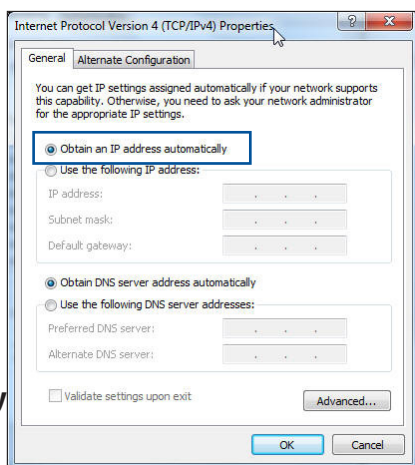 Internet Protocol Version 4 (TCP/IPv4) Properties
General
Alternate Configuration
You can get IP settings assigned automatically if your network supports
this capability. Otherwise, you need to ask your network administrator
for the appropriate IP settings.
Obtain an IP address automatically
Use the following IP address:
IP address:
Subnet mask:
Default gateway:
Obtain DNS server address automatically
Use the following DNS server addresses:
Preferred DNS server:
Alternate DNS server:
Validate settings upon exit
Advanced...
OK
Cancel